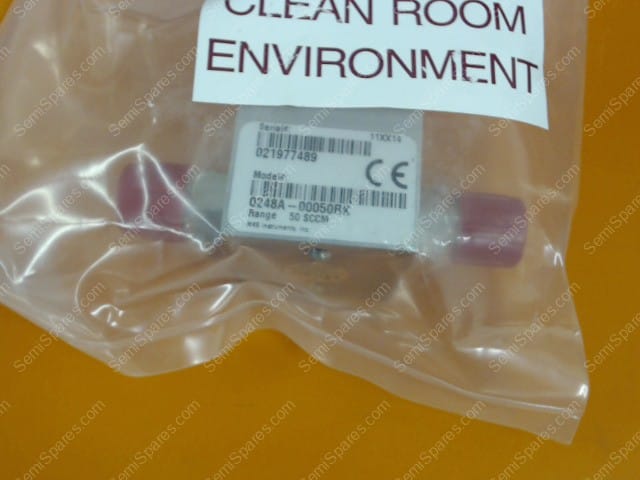 CLEAN ROOM
ENVIRONMENT
Serial#:
11XX14
021977489
CE
Model#:
0248A-00050RK
Range 50 SCCM
MKS Instruments, Inc.
SemiSpares.com